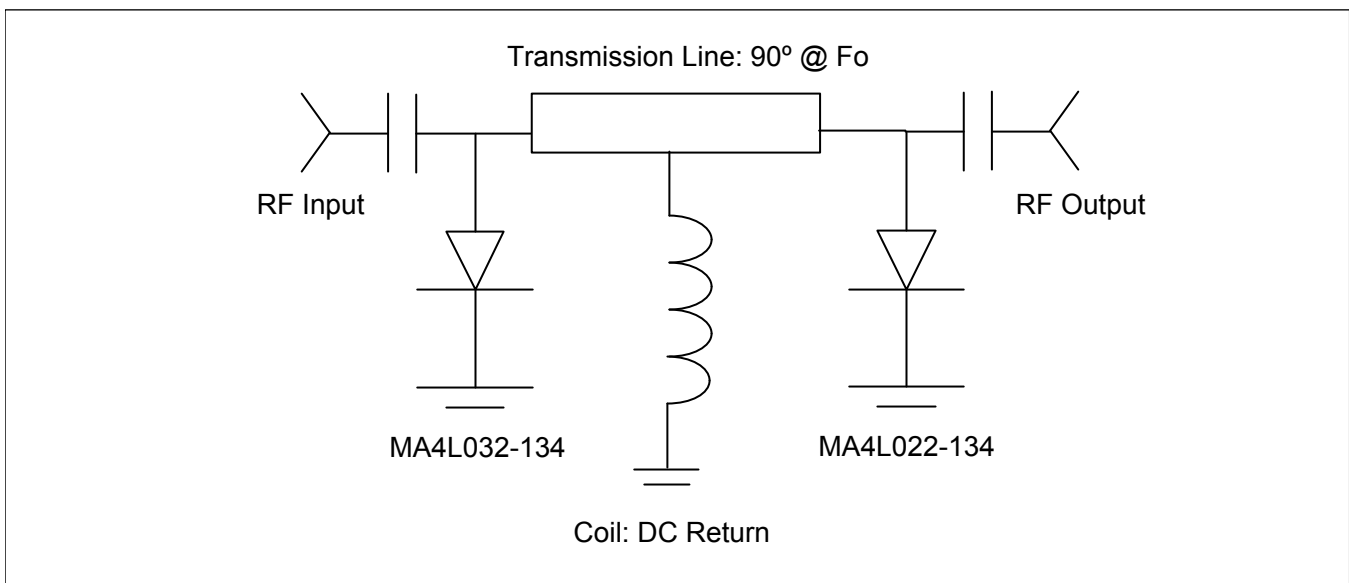 Transmission Line: 90º @ Fo
RF Input
RF Output
MA4L032-134
MA4L022-134
Coil: DC Return